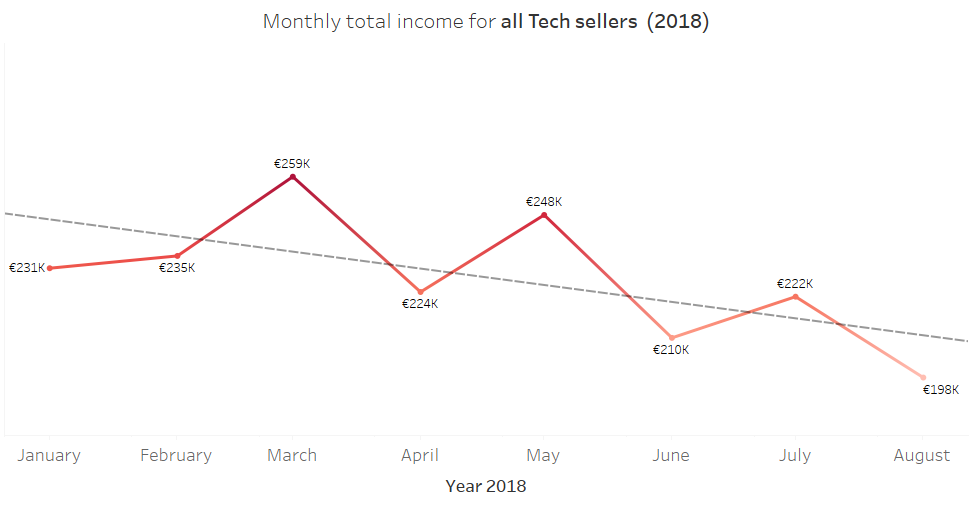 Monthly total income for all Tech sellers (2018)
€259K
€248K
€231K
€235K
€222K
€224K
€210K
€198K
January February March April May June July August
Year 2018